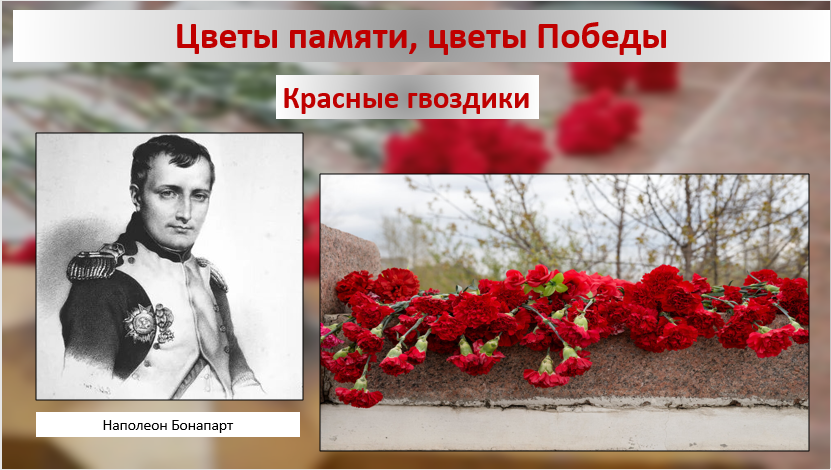 Цветы памяти, цветы Победы
Красные гвоздики
Наполеон Бонапарт